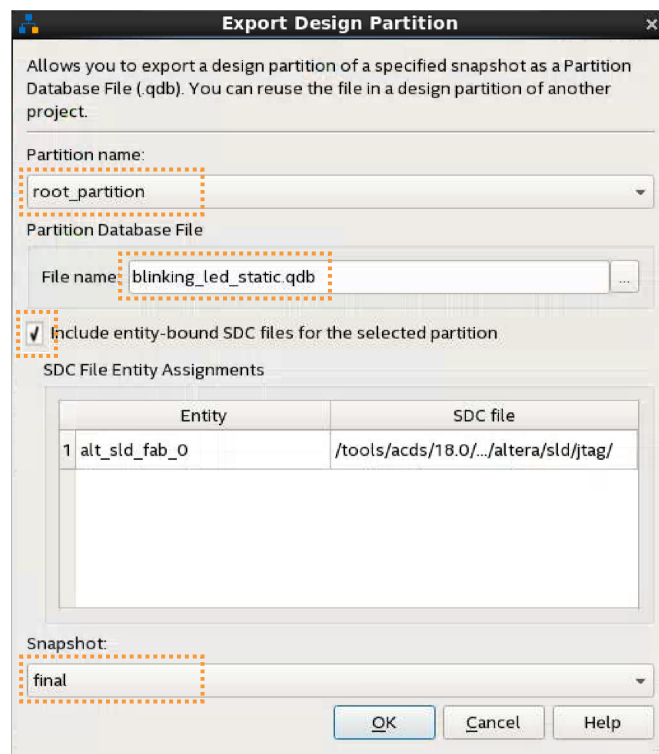 Export Design Partition
Allows you to export a design partition of a specified snapshot as a Partition
Database File (.qdb). You can reuse the file in a design partition of another
project.
Partition name:
root_partition
Partition Database File
File name: blinking_led_static.qdb ...
Include entity-bound SDC files for the selected partition
SDC File Entity Assignments
Entity SDC file
1 alt_sld_fab_0 /tools/acds/18.0/.../altera/sld/jtag/
Snapshot:
final
OK Cancel Help